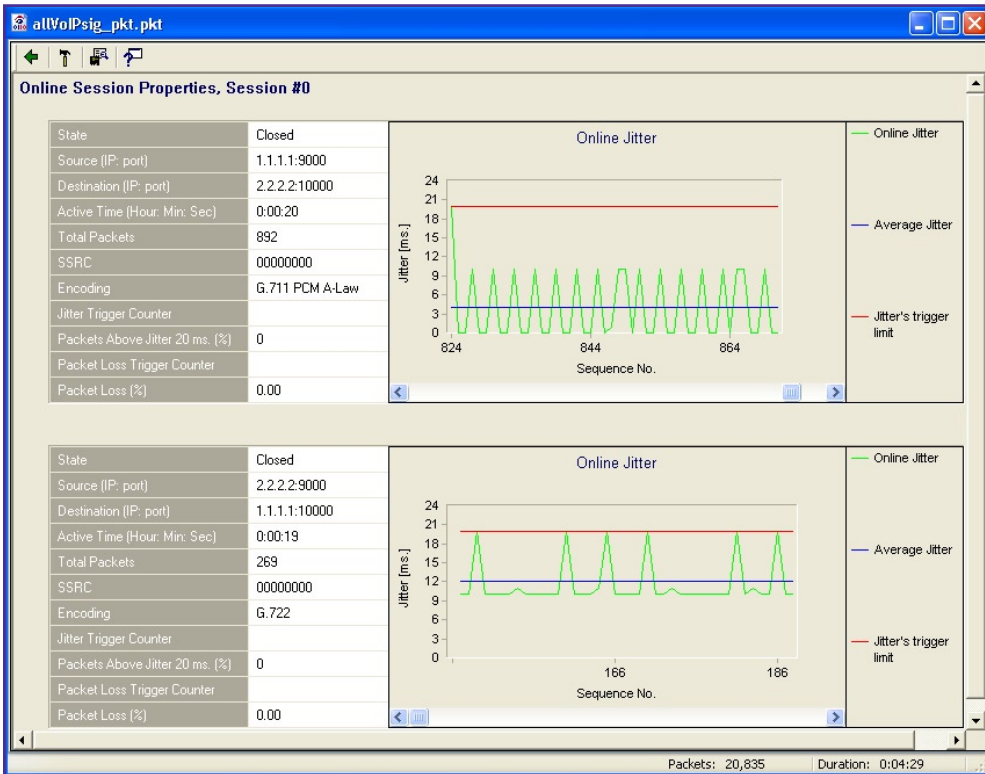 allVoIPsig_pkt.pkt
Online Session Properties, Session #0
State Closed
Source (IP: port) 1.1.1.1:9000
Destination (IP: port) 2.2.2.2:10000
Active Time (Hour: Min: Sec) 0:00:20
Total Packets 892
SSRC 00000000
Encoding G.711 PCM A-Law
Jitter Trigger Counter
Packets Above Jitter 20 ms. (%) 0
Packet Loss Trigger Counter
Packet Loss (%) 0.00
Online Jitter
Jitter [ms.]
24
21
18
15
12
9
6
3
0
824 844 864
Sequence No.
Online Jitter
Average Jitter
Jitter's trigger
limit
State Closed
Source (IP: port) 2.2.2.2:9000
Destination (IP: port) 1.1.1.1:10000
Active Time (Hour: Min: Sec) 0:00:19
Total Packets 269
SSRC 00000000
Encoding G.722
Jitter Trigger Counter
Packets Above Jitter 20 ms. (%) 0
Packet Loss Trigger Counter
Packet Loss (%) 0.00
Online Jitter
Jitter [ms.]
24
21
18
15
12
9
6
3
0
166 186
Sequence No.
Online Jitter
Average Jitter
Jitter's trigger
limit
Packets: 20,835 Duration: 0:04:29